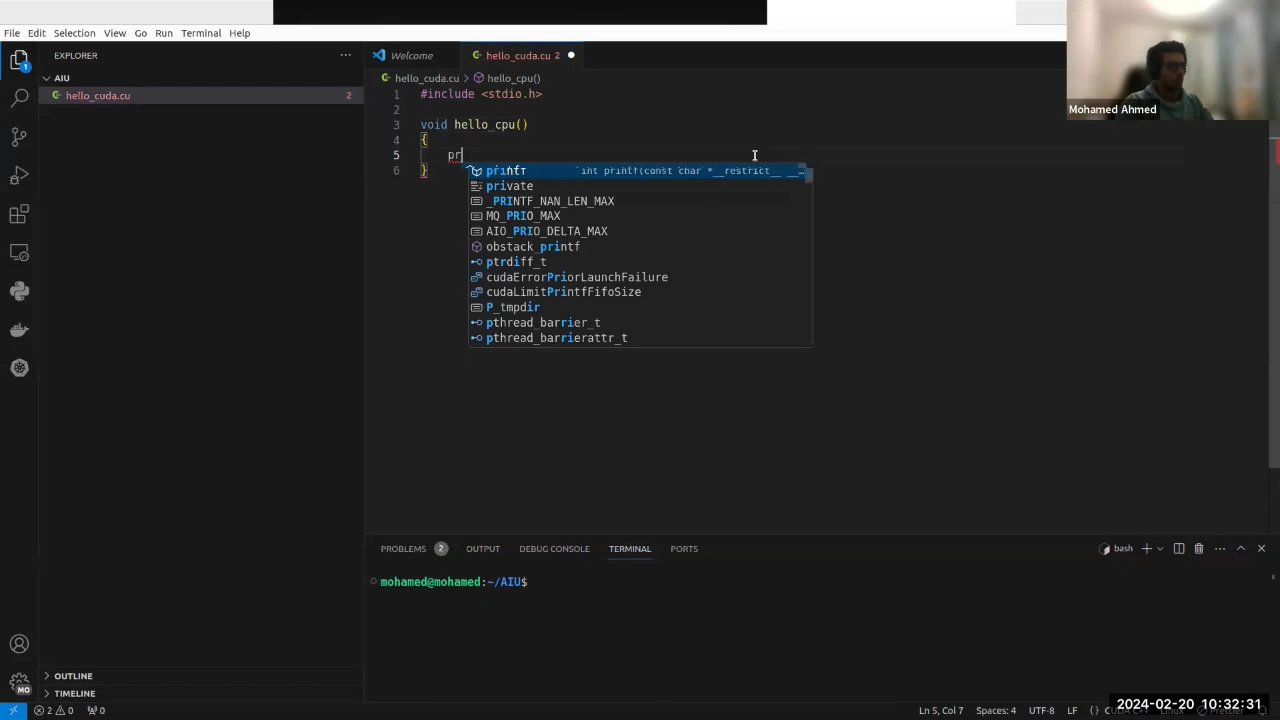 File Edit Selection View Go Run Terminal Help
EXPLORER
Welcome
hello_cuda.cu 2
Mohamed Ahmed
AIU
hello_cuda.cu > hello_cpu()
hello_cuda.cu 2
1 #include <stdio.h>
2
3 void hello_cpu()
4 {
5 pr
printf int printf(const char *__restrict__ __…
6 }
private
_PRINTF_NAN_LEN_MAX
MQ_PRIO_MAX
AIO_PRIO_DELTA_MAX
obstack_printf
ptrdiff_t
cudaErrorPriorLaunchFailure
cudaLimitPrintfFifoSize
P_tmpdir
pthread_barrier_t
pthread_barrierattr_t
PROBLEMS 2 OUTPUT DEBUG CONSOLE TERMINAL PORTS
bash
mohamed@mohamed:~/AIU$
OUTLINE
MO
TIMELINE
2 0 0
Ln 5, Col 7 Spaces: 4 UTF-8 LF
2024-02-20 10:32:31